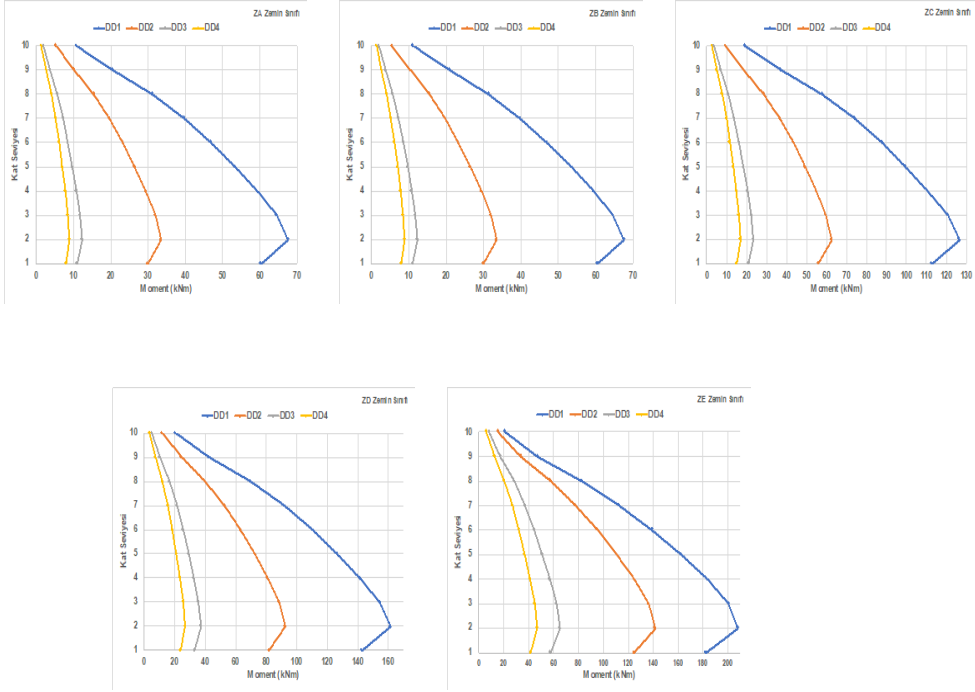 ZA Zemin Sınıfı
DD1 DD2 DD3 DD4
Kat Seviyesi
10
9
8
7
6
5
4
3
2
1
0 10 20 30 40 50 60 70
Moment (kNm)
ZB Zemin Sınıfı
DD1 DD2 DD3 DD4
Kat Seviyesi
10
9
8
7
6
5
4
3
2
1
0 10 20 30 40 50 60 70
Moment (kNm)
ZC Zemin Sınıfı
DD1 DD2 DD3 DD4
Kat Seviyesi
10
9
8
7
6
5
4
3
2
1
0 10 20 30 40 50 60 70 80 90 100 110 120 130
Moment (kNm)
ZD Zemin Sınıfı
DD1 DD2 DD3 DD4
Kat Seviyesi
10
9
8
7
6
5
4
3
2
1
0 20 40 60 80 100 120 140 160
Moment (kNm)
ZE Zemin Sınıfı
DD1 DD2 DD3 DD4
Kat Seviyesi
10
9
8
7
6
5
4
3
2
1
0 20 40 60 80 100 120 140 160 180 200
Moment (kNm)